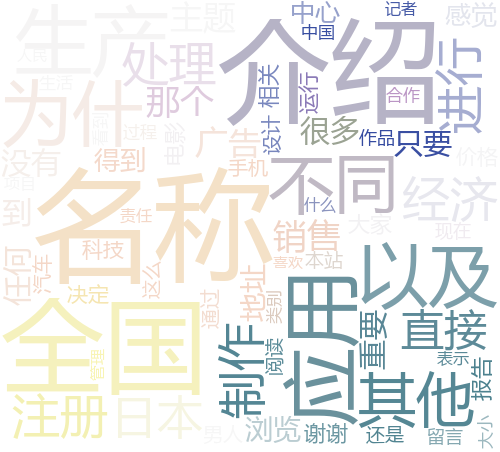 生产
主题
中心
记者
感觉
中国
介绍
人民
处理
生活
为什
那个
相关
运行
进行
合作
电影
过程
广告
设计
很多
作品
只要
没有
得到
手机
不同
价格
名称
经济
到
什么
责任
销售
大家
现在
任何
汽车
科技
这么
喜欢
本站
以及
决定
通过
地址
类别
全国
应用
直接
管理
制作
阅读
重要
表示
其他
报告
注册
日本
男人
浏览
谢谢
还是
留言
大小